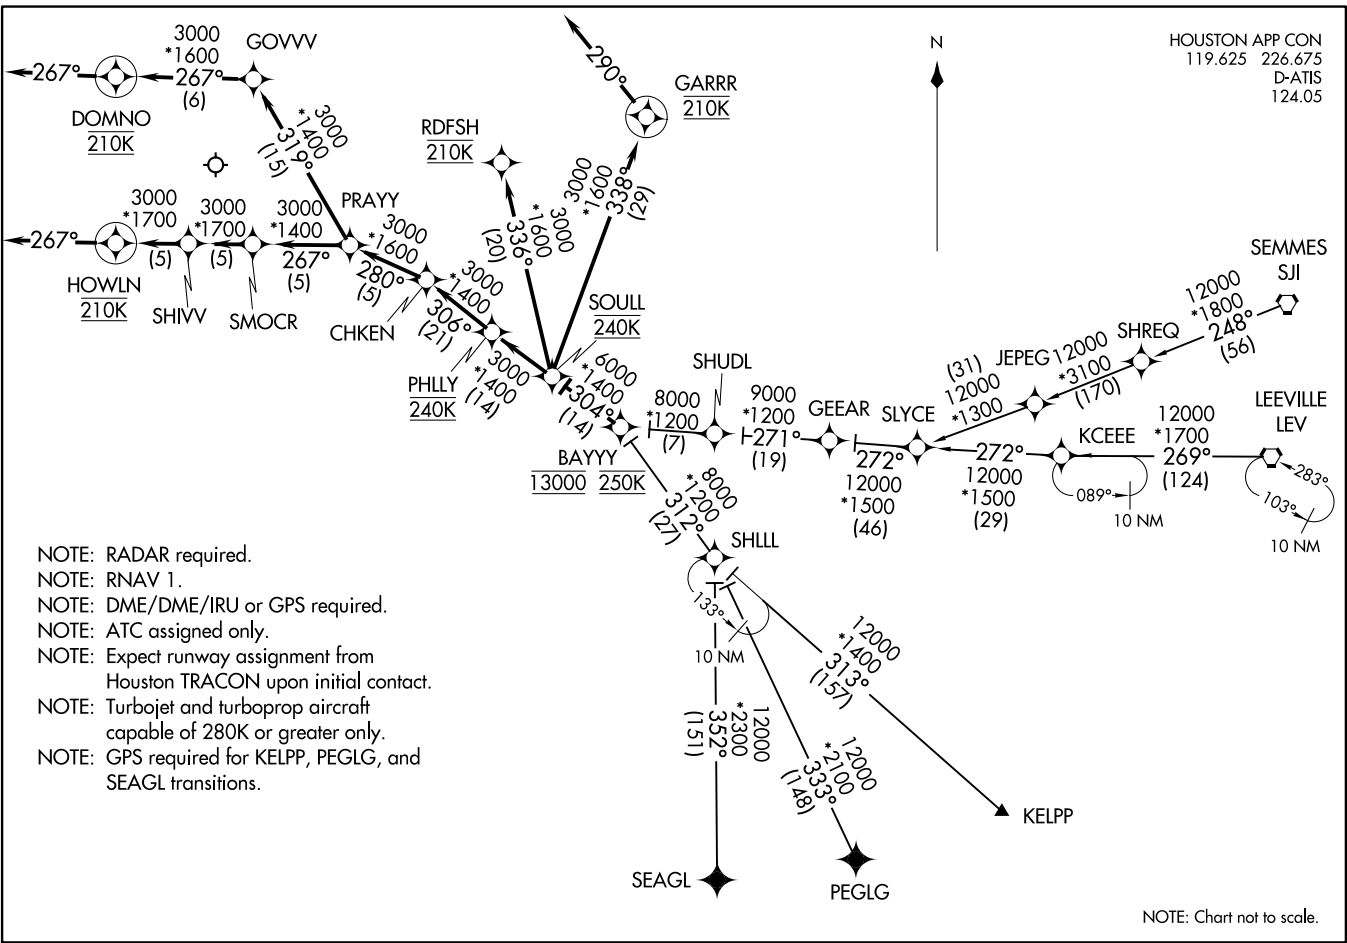 HOUSTON APP CON
119.625 226.675
D-ATIS
124.05
N
3000
*1600
267°
(6)
267°
GOVVV
DOMNO
210K
3000
*1400
319°
(15)
290°
GARRR
210K
RDFSH
210K
3000
*1600
338°
(29)
3000
*1600
336°
(20)
PRAYY
3000
*1700
(5)
3000
*1700
(5)
3000
*1400
267°
(5)
267°
HOWLN
210K
SHIVV
SMOCR
3000
*1600
280°
(5)
CHKEN
3000
*1400
306°
(21)
PHLLY
240K
3000
*1400
(14)
SOULL
240K
6000
*1400
304°
(14)
BAYYY
13000 250K
SHUDL
8000
*1200
(7)
9000
*1200
271°
(19)
GEEAR
SLYCE
272°
12000
*1500
(46)
(31)
12000
*1300
JEPEG
12000
*3100
(170)
SHREQ
12000
*1800
248°
(56)
SEMMES
SJI
272°
12000
*1500
(29)
KCEEE
089°
10 NM
12000
*1700
269°
(124)
LEEVILLE
LEV
283°
103°
10 NM
8000
*1200
312°
(27)
SHLLL
133°
10 NM
12000
*1400
313°
(157)
KELPP
12000
*2100
333°
(148)
PEGLG
12000
*2300
352°
(151)
SEAGL
NOTE: RADAR required.
NOTE: RNAV 1.
NOTE: DME/DME/IRU or GPS required.
NOTE: ATC assigned only.
NOTE: Expect runway assignment from
Houston TRACON upon initial contact.
NOTE: Turbojet and turboprop aircraft
capable of 280K or greater only.
NOTE: GPS required for KELPP, PEGLG, and
SEAGL transitions.
NOTE: Chart not to scale.